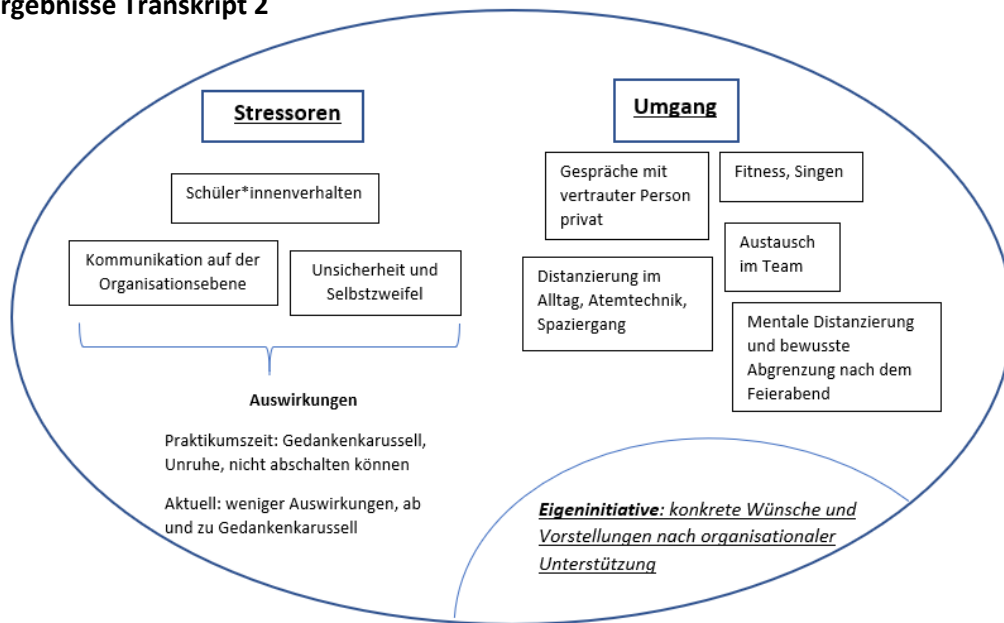 rgebnisse Transkript 2
Stressoren
Schüler*innenverhalten
Kommunikation auf der
Organisationsebene
Unsicherheit und
Selbstzweifel
Auswirkungen
Praktikumszeit: Gedankenkarussell,
Unruhe, nicht abschalten können
Aktuell: weniger Auswirkungen, ab
und zu Gedankenkarussell
Umgang
Gespräche mit
vertrauter Person
privat
Fitness, Singen
Austausch
im Team
Distanzierung im
Alltag, Atemtechnik,
Spaziergang
Mentale Distanzierung
und bewusste
Abgrenzung nach dem
Feierabend
Eigeninitiative: konkrete Wünsche und
Vorstellungen nach organisationaler
Unterstützung